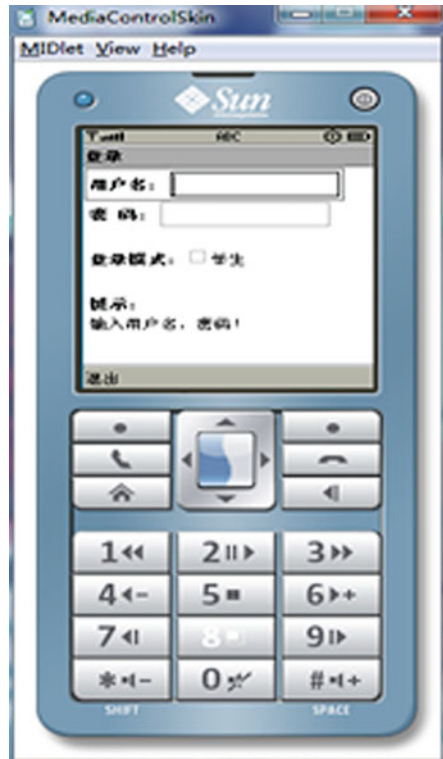 MediaControlSkin
MIDlet View Help
Sun
ABC
登录
用户名：
密 码：
登录模式： 学生
提示：
输入用户名，密码！
退出
1 2 3
4 - 5 6 +
7 8 9
* - 0 # +
SHIFT SPACE